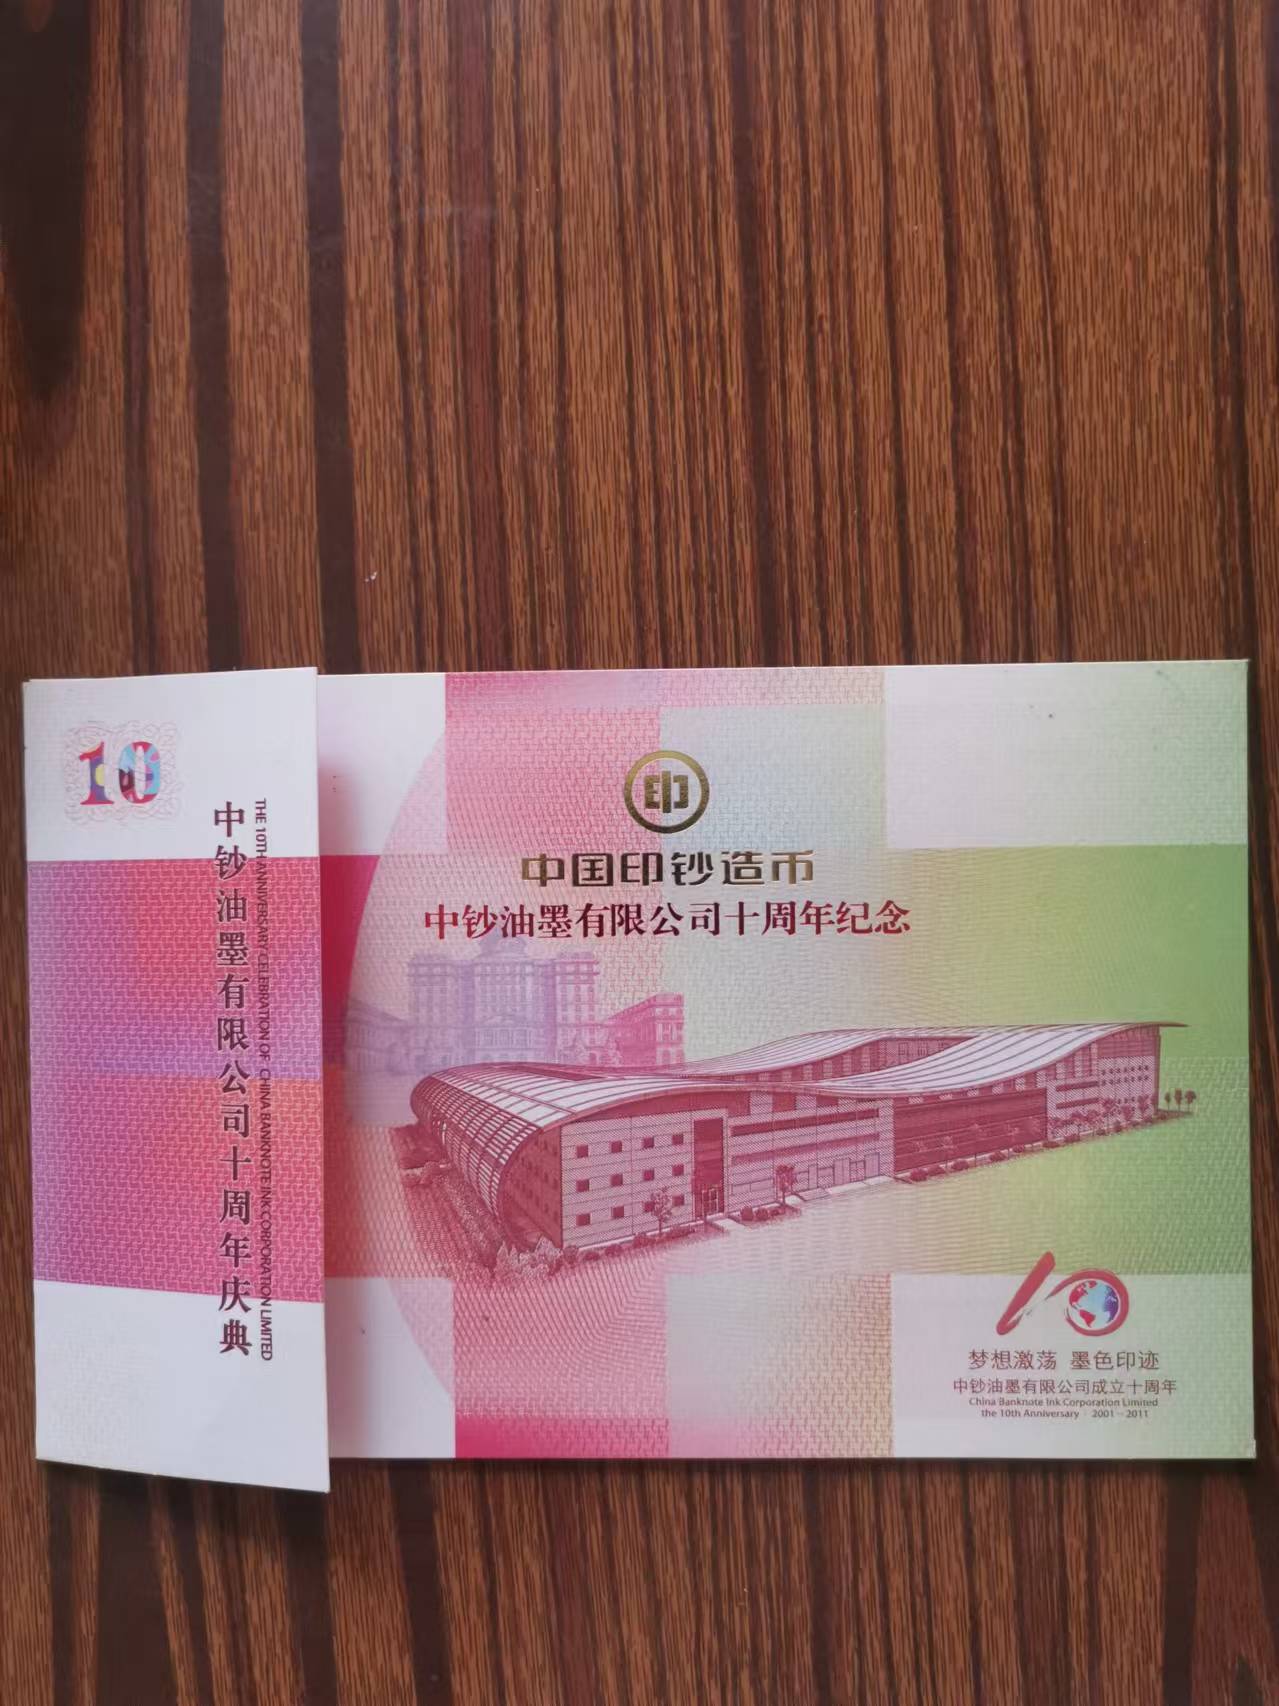 10
中钞油墨有限公司十周年庆典
THE 10TH ANNIVERSARY CELEBRATION OF CHINA BANKNOTE INK CORPORATION LIMITED
印
中国印钞造币
中钞油墨有限公司十周年纪念
10
梦想激荡 墨色印迹
中钞油墨有限公司成立十周年
China Banknote Ink Corporation Limited
the 10th Anniversary 2001-2011